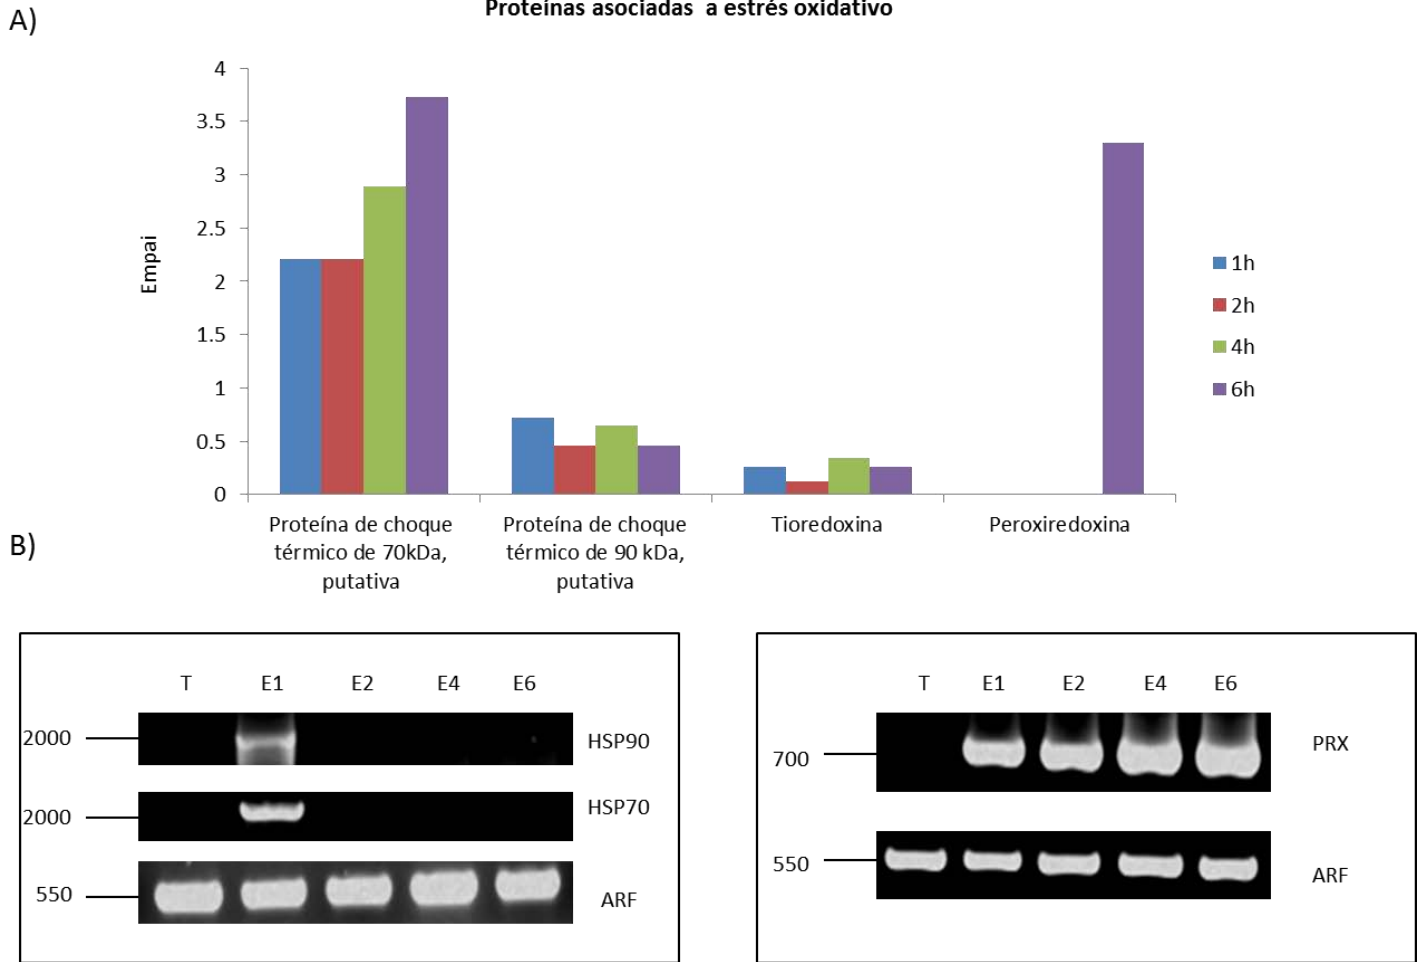 A)
Proteínas asociadas a estrés oxidativo
4
3.5
3
2.5
2
1.5
1
0.5
0
Empai
1h
2h
4h
6h
Proteína de choque
térmico de 70kDa,
putativa
Proteína de choque
térmico de 90 kDa,
putativa
Tioredoxina
Peroxiredoxina
B)
T E1 E2 E4 E6
2000 HSP90
2000 HSP70
550 ARF
T E1 E2 E4 E6
700 PRX
550 ARF